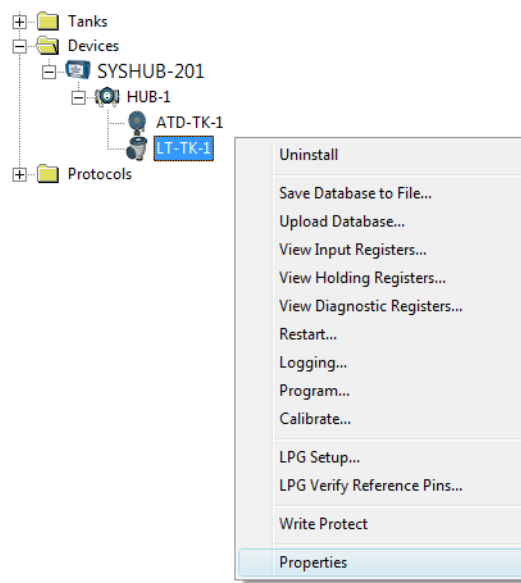 Tanks
Devices
SYSHUB-201
HUB-1
ATD-TK-1
LT-TK-1
Protocols
Uninstall
Save Database to File...
Upload Database...
View Input Registers...
View Holding Registers...
View Diagnostic Registers...
Restart...
Logging...
Program...
Calibrate...
LPG Setup...
LPG Verify Reference Pins...
Write Protect
Properties